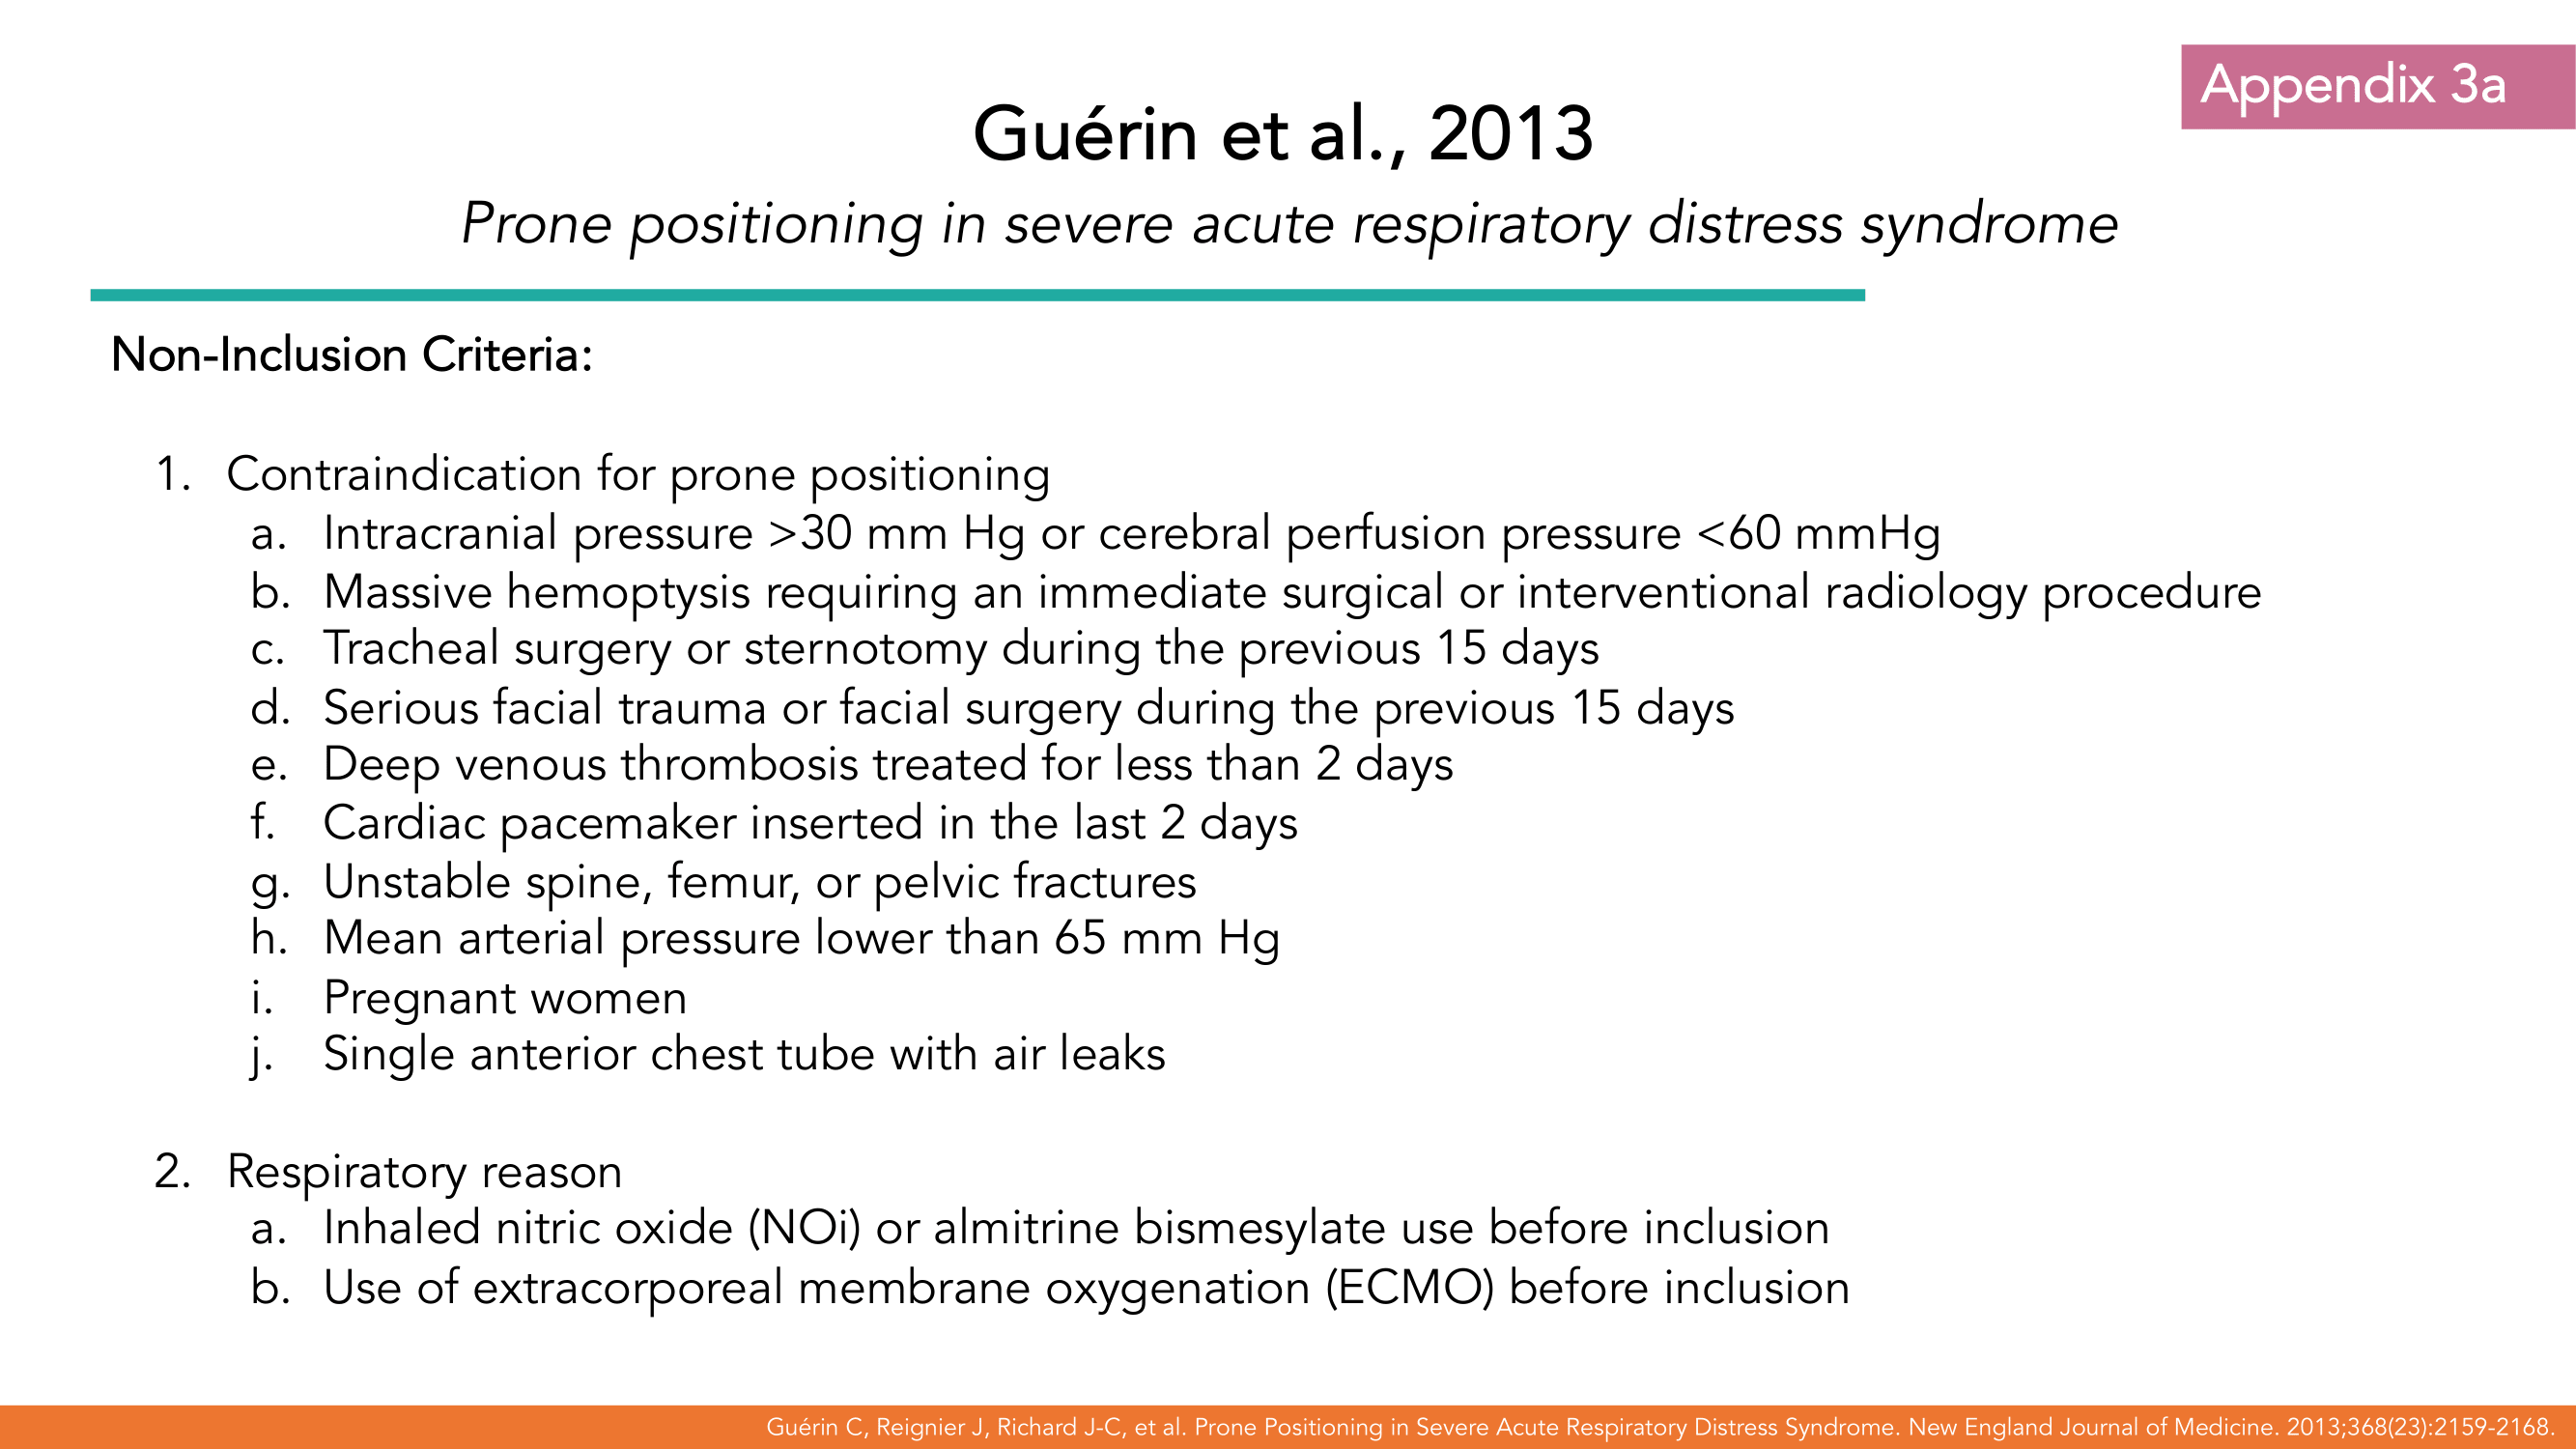 Appendix 3a
Guérin et al., 2013
Prone positioning in severe acute respiratory distress syndrome
Non-Inclusion Criteria:
1. Contraindication for prone positioning
a. Intracranial pressure >30 mm Hg or cerebral perfusion pressure <60 mmHg
b. Massive hemoptysis requiring an immediate surgical or interventional radiology procedure
c. Tracheal surgery or sternotomy during the previous 15 days
d. Serious facial trauma or facial surgery during the previous 15 days
e. Deep venous thrombosis treated for less than 2 days
f. Cardiac pacemaker inserted in the last 2 days
g. Unstable spine, femur, or pelvic fractures
h. Mean arterial pressure lower than 65 mm Hg
i. Pregnant women
j. Single anterior chest tube with air leaks
2. Respiratory reason
a. Inhaled nitric oxide (NOi) or almitrine bismesylate use before inclusion
b. Use of extracorporeal membrane oxygenation (ECMO) before inclusion
Guérin C, Reignier J, Richard J-C, et al. Prone Positioning in Severe Acute Respiratory Distress Syndrome. New England Journal of Medicine. 2013;368(23):2159-2168.